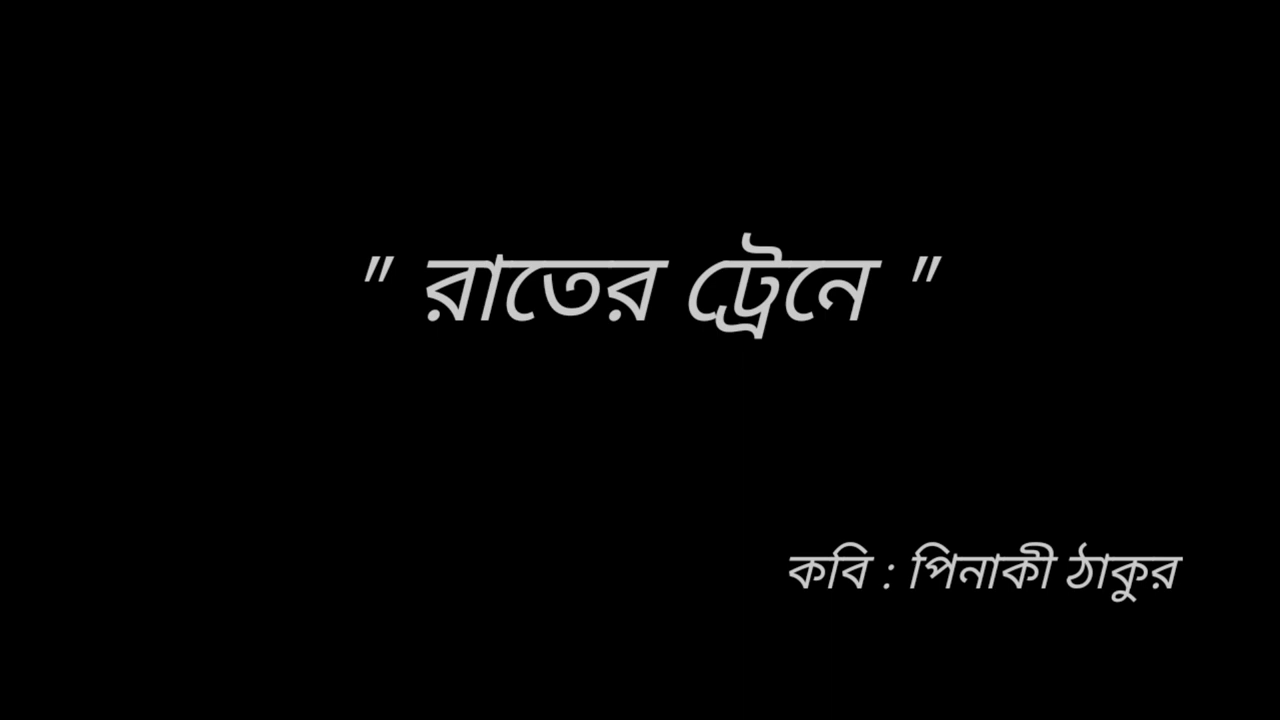 " রাতের ট্রেনে "
কবি : পিনাকী ঠাকুর